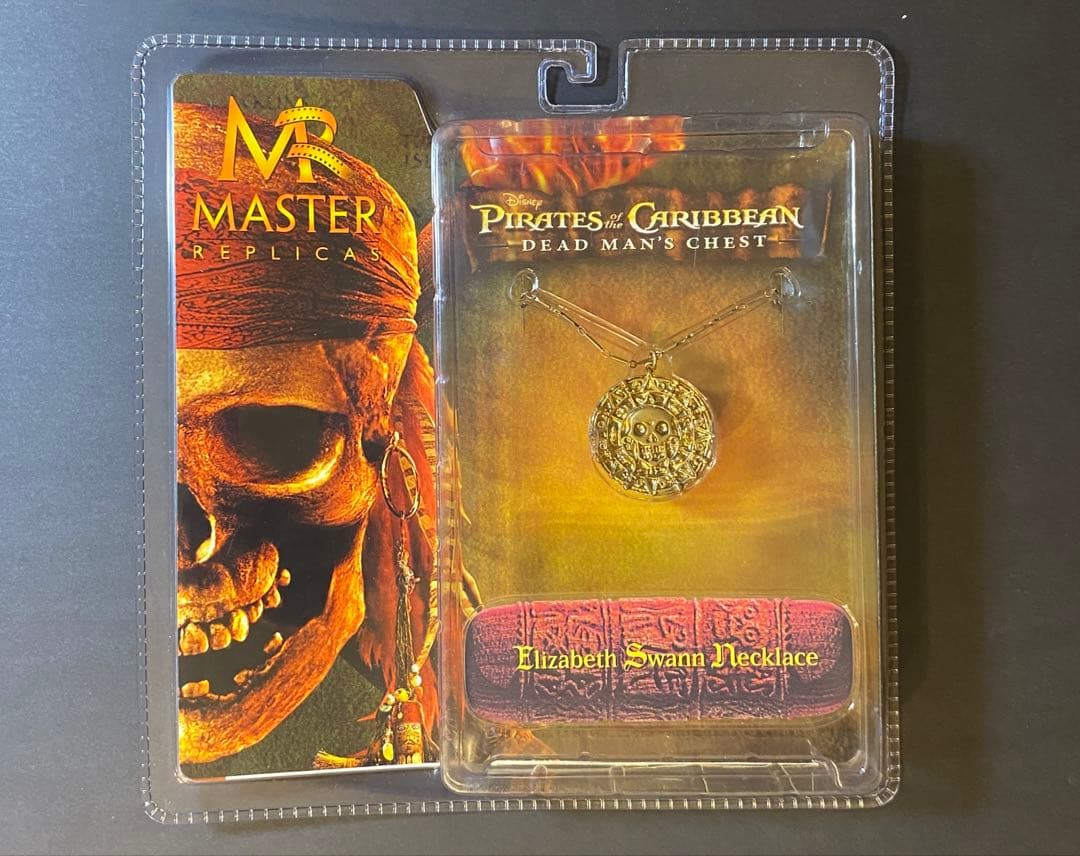 MR
MASTER
REPLICAS
Disney
PIRATES of the CARIBBEAN
DEAD MAN'S CHEST
Elizabeth Swann Necklace